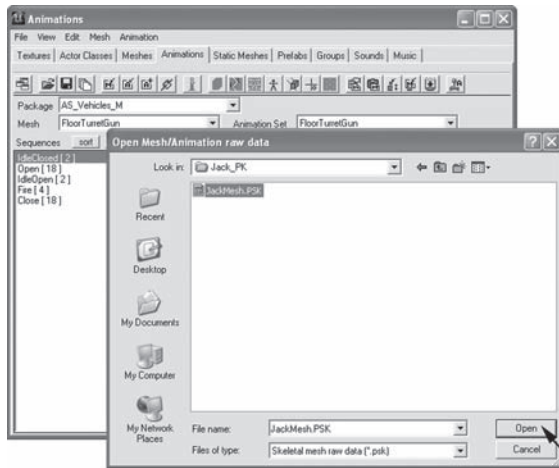 Animations
File View Edit Mesh Animation
Textures Actor Classes Meshes Animations Static Meshes Prefabs Groups Sounds Music
Package AS_Vehicles_M
Mesh FloorTurretGun Animation Set FloorTurretGun
Sequences sort
IdleClosed [ 2 ]
Open [ 18 ]
IdleOpen [ 2 ]
Fire [ 4 ]
Close [ 18 ]
Open Mesh/Animation raw data
Look in: Jack_PK
JackMesh.PSK
Recent
Desktop
My Documents
My Computer
My Network Places
File name: JackMesh.PSK Open
Files of type: Skeletal mesh raw data (*.psk) Cancel